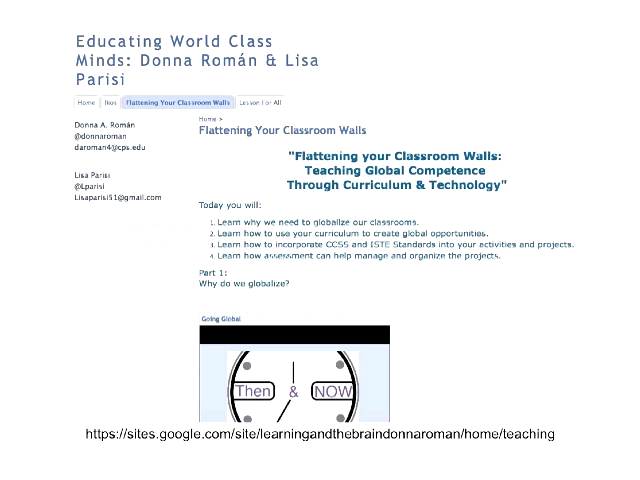 Educating World Class
Minds: Donna Román & Lisa
Parisi
Home
Bios
Flattening Your Classroom Walls
Lesson For All
Donna A. Román
@donnaroman
daroman4@cps.edu
Lisa Parisi
@Lparisi
Lisaparisi51@gmail.com
Home >
Flattening Your Classroom Walls
"Flattening your Classroom Walls:
Teaching Global Competence
Through Curriculum & Technology"
Today you will:
1. Learn why we need to globalize our classrooms.
2. Learn how to use your curriculum to create global opportunities.
3. Learn how to incorporate CCSS and ISTE Standards into your activities and projects.
4. Learn how assessment can help manage and organize the projects.
Part 1:
Why do we globalize?
Going Global
Then & NOW
https://sites.google.com/site/learningandthebraindonnaroman/home/teaching